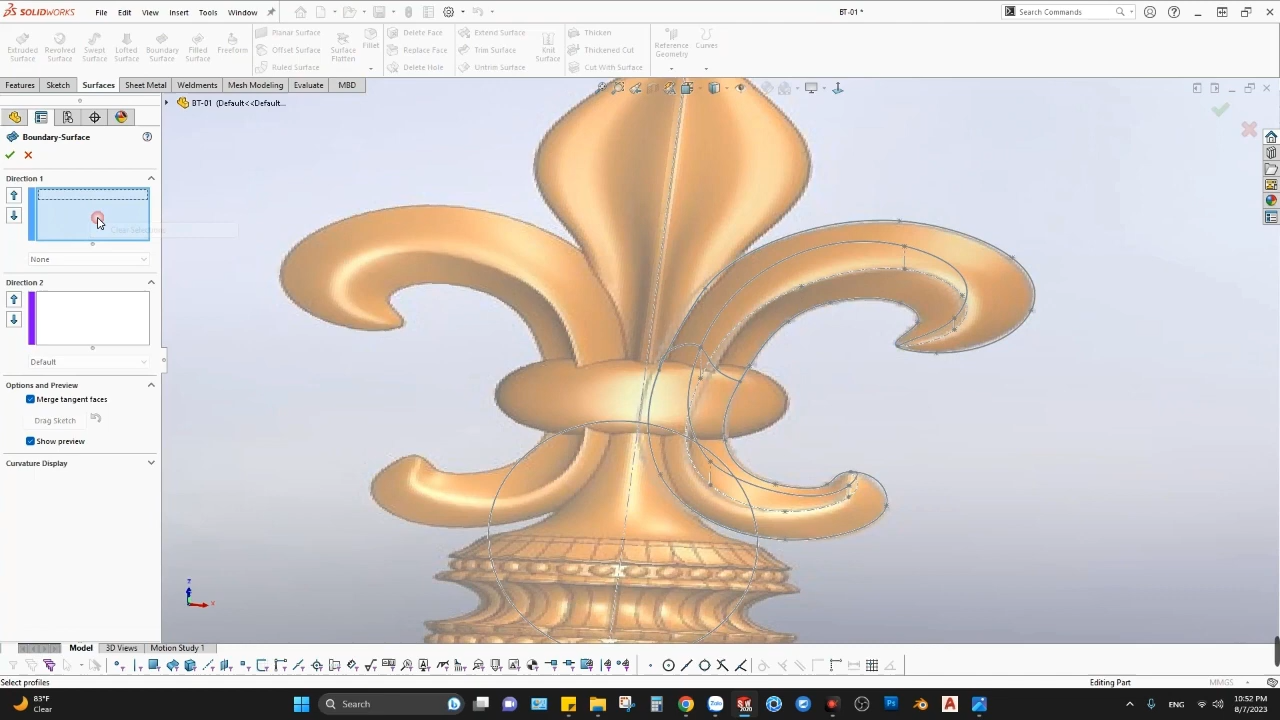 SOLIDWORKS File Edit View Insert Tools Window BT-01 * Search Commands
Extruded Surface Revolved Surface Swept Surface Lofted Surface Boundary Surface Filled Surface Freeform
Planar Surface
Offset Surface
Ruled Surface
Surface Flatten Fillet
Delete Face
Replace Face
Delete Hole
Extend Surface
Trim Surface
Untrim Surface
Knit Surface
Thicken
Thickened Cut
Cut With Surface
Reference Geometry Curves
Features Sketch Surfaces Sheet Metal Weldments Mesh Modeling Evaluate MBD
BT-01 (Default<<Default...
Boundary-Surface
Direction 1
None
Direction 2
Default
Options and Preview
Merge tangent faces
Drag Sketch
Show preview
Curvature Display
Z
X
Model 3D Views Motion Study 1
Select profiles Editing Part MMGS
83°F
Clear
Search
ENG
10:52 PM
8/7/2023